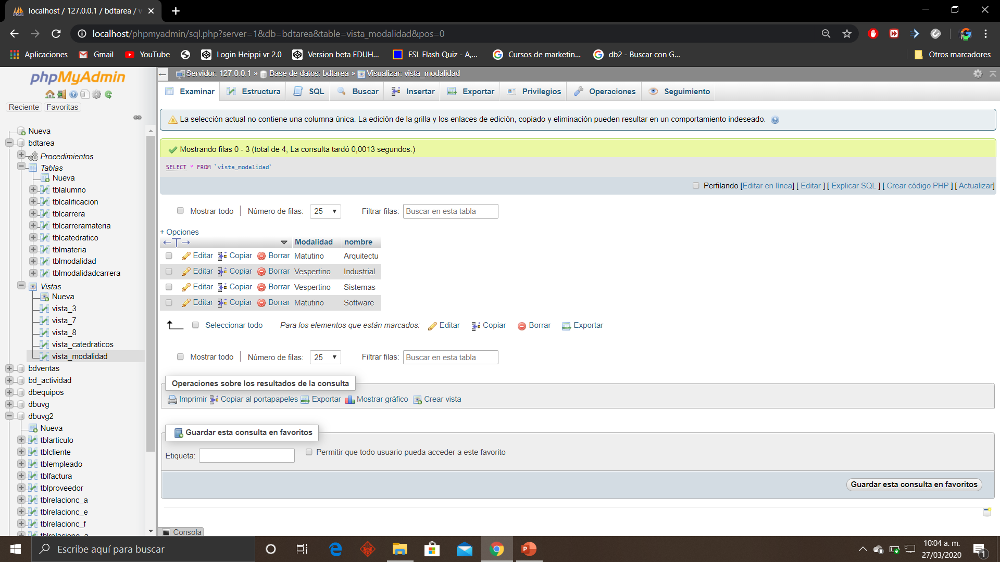 localhost / 127.0.0.1 / bdtarea / v
localhost/phpmyadmin/sql.php?server=1&db=bdtarea&table=vista_modalidad&pos=0
Aplicaciones Gmail YouTube Login Heippi vr 2.0 Version beta EDUH... ESL Flash Quiz - A,... Cursos de marketin... db2 - Buscar con G... Otros marcadores
phpMyAdmin
Reciente Favoritas
Nueva
bdtarea
Procedimientos
Tablas
Nueva
tblalumno
tblcalificacion
tblcarrera
tblcarreramateria
tblcatedratico
tblmateria
tblmodalidad
tblmodalidadcarrera
Vistas
Nueva
vista_3
vista_7
vista_8
vista_catedraticos
vista_modalidad
bdventas
bd_actividad
dbequipos
dbuvg
dbuvg2
Nueva
tblarticulo
tblcliente
tblempleado
tblfactura
tblproveedor
tblrelacionc_a
tblrelacionc_e
tblrelacionc_f
Servidor: 127.0.0.1 » Base de datos: bdtarea » Visualizar: vista_modalidad
Examinar Estructura SQL Buscar Insertar Exportar Privilegios Operaciones Seguimiento
La selección actual no contiene una columna única. La edición de la grilla y los enlaces de edición, copiado y eliminación pueden resultar en un comportamiento indeseado.
Mostrando filas 0 - 3 (total de 4, La consulta tardó 0,0013 segundos.)
SELECT * FROM `vista_modalidad`
Perfilando [Editar en línea] [ Editar ] [ Explicar SQL ] [ Crear código PHP ] [ Actualizar]
Mostrar todo Número de filas: 25 Filtrar filas: Buscar en esta tabla
+ Opciones
Modalidad nombre
Editar Copiar Borrar Matutino Arquitectu
Editar Copiar Borrar Vespertino Industrial
Editar Copiar Borrar Vespertino Sistemas
Editar Copiar Borrar Matutino Software
Seleccionar todo Para los elementos que están marcados: Editar Copiar Borrar Exportar
Mostrar todo Número de filas: 25 Filtrar filas: Buscar en esta tabla
Operaciones sobre los resultados de la consulta
Imprimir Copiar al portapapeles Exportar Mostrar gráfico Crear vista
Guardar esta consulta en favoritos
Etiqueta: Permitir que todo usuario pueda acceder a este favorito
Guardar esta consulta en favoritos
Consola
Escribe aquí para buscar
10:04 a. m.
27/03/2020
1